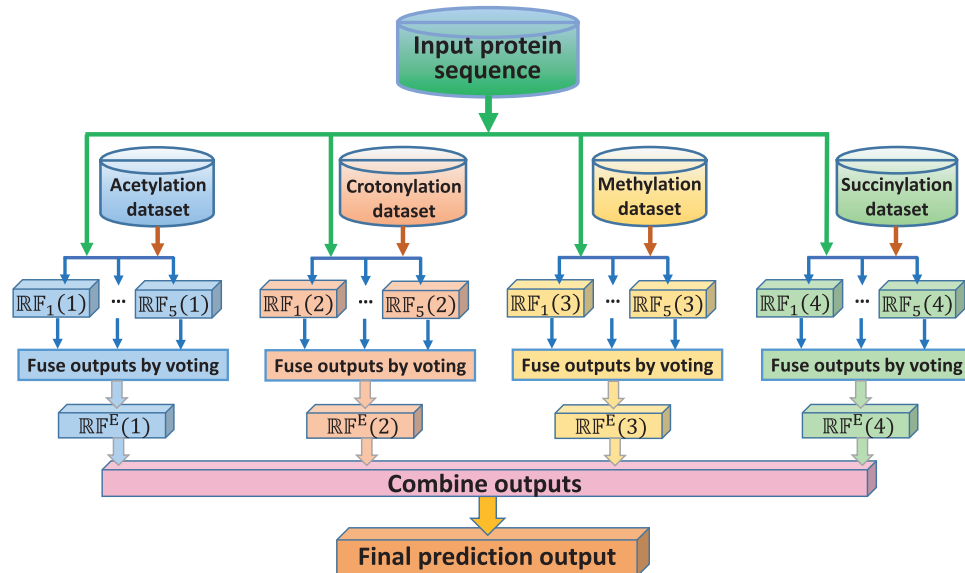 Input protein
sequence
Acetylation
dataset
Crotonylation
dataset
Methylation
dataset
Succinylation
dataset
ℝ𝔽₁(1) ... ℝ𝔽₅(1)
ℝ𝔽₁(2) ... ℝ𝔽₅(2)
ℝ𝔽₁(3) ... ℝ𝔽₅(3)
ℝ𝔽₁(4) ... ℝ𝔽₅(4)
Fuse outputs by voting
Fuse outputs by voting
Fuse outputs by voting
Fuse outputs by voting
ℝ𝔽ᴱ(1)
ℝ𝔽ᴱ(2)
ℝ𝔽ᴱ(3)
ℝ𝔽ᴱ(4)
Combine outputs
Final prediction output